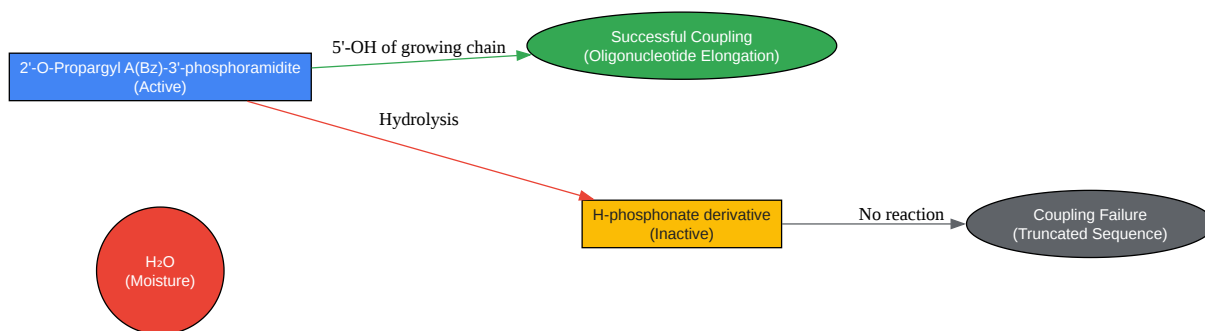 2'-O-Propargyl A(Bz)-3'-phosphoramidite
(Active)
5'-OH of growing chain
Successful Coupling
(Oligonucleotide Elongation)
Hydrolysis
H-phosphonate derivative
(Inactive)
No reaction
Coupling Failure
(Truncated Sequence)
H₂O
(Moisture)